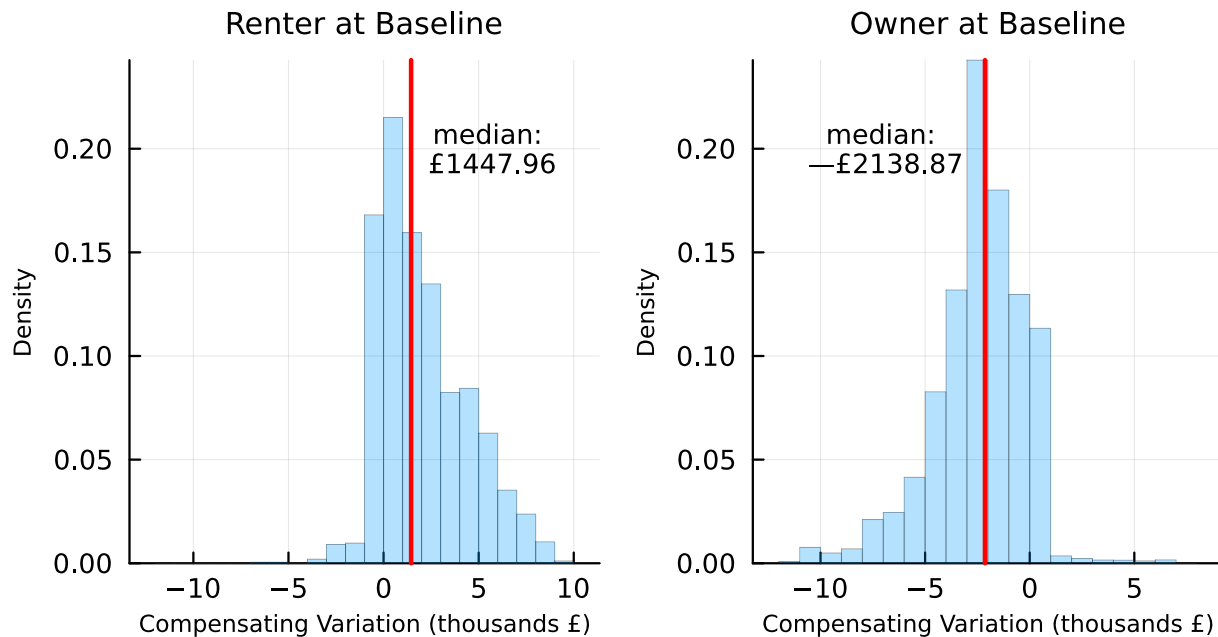 Renter at Baseline
0.20
0.15
0.10
0.05
0.00
Density
median:
£1447.96
−10
−5
0
5
10
Compensating Variation (thousands £)
Owner at Baseline
0.20
0.15
0.10
0.05
0.00
Density
median:
—£2138.87
−10
−5
0
5
Compensating Variation (thousands £)